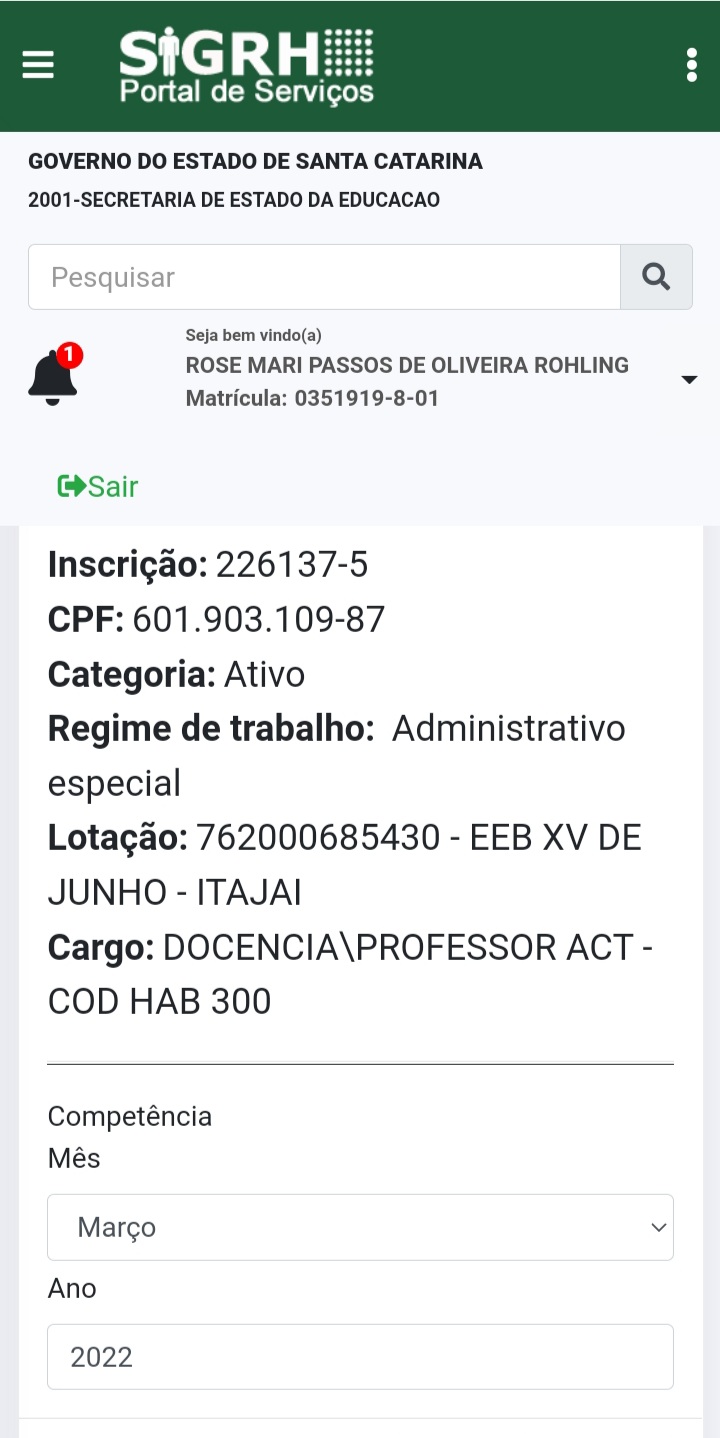 SIGRH
Portal de Serviços
GOVERNO DO ESTADO DE SANTA CATARINA
2001-SECRETARIA DE ESTADO DA EDUCACAO
Pesquisar
1
Seja bem vindo(a)
ROSE MARI PASSOS DE OLIVEIRA ROHLING
Matrícula: 0351919-8-01
Sair
Inscrição: 226137-5
CPF: 601.903.109-87
Categoria: Ativo
Regime de trabalho: Administrativo
especial
Lotação: 762000685430 - EEB XV DE
JUNHO - ITAJAI
Cargo: DOCENCIA\PROFESSOR ACT -
COD HAB 300
Competência
Mês
Março
Ano
2022